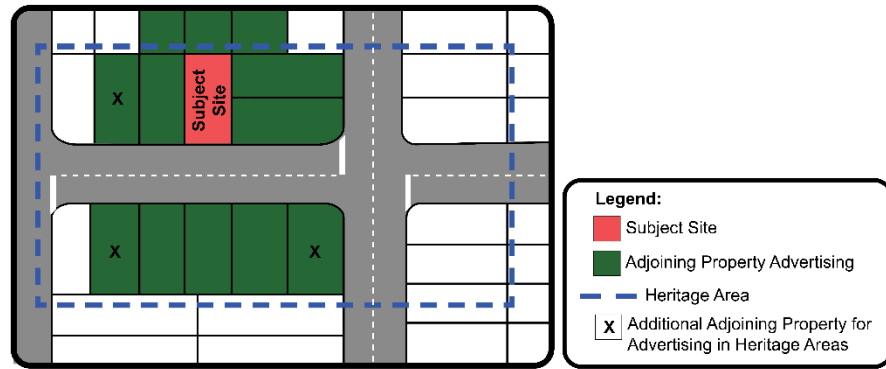 X
Subject
Site
X
X
Legend:
Subject Site
Adjoining Property Advertising
Heritage Area
X
Additional Adjoining Property for
Advertising in Heritage Areas